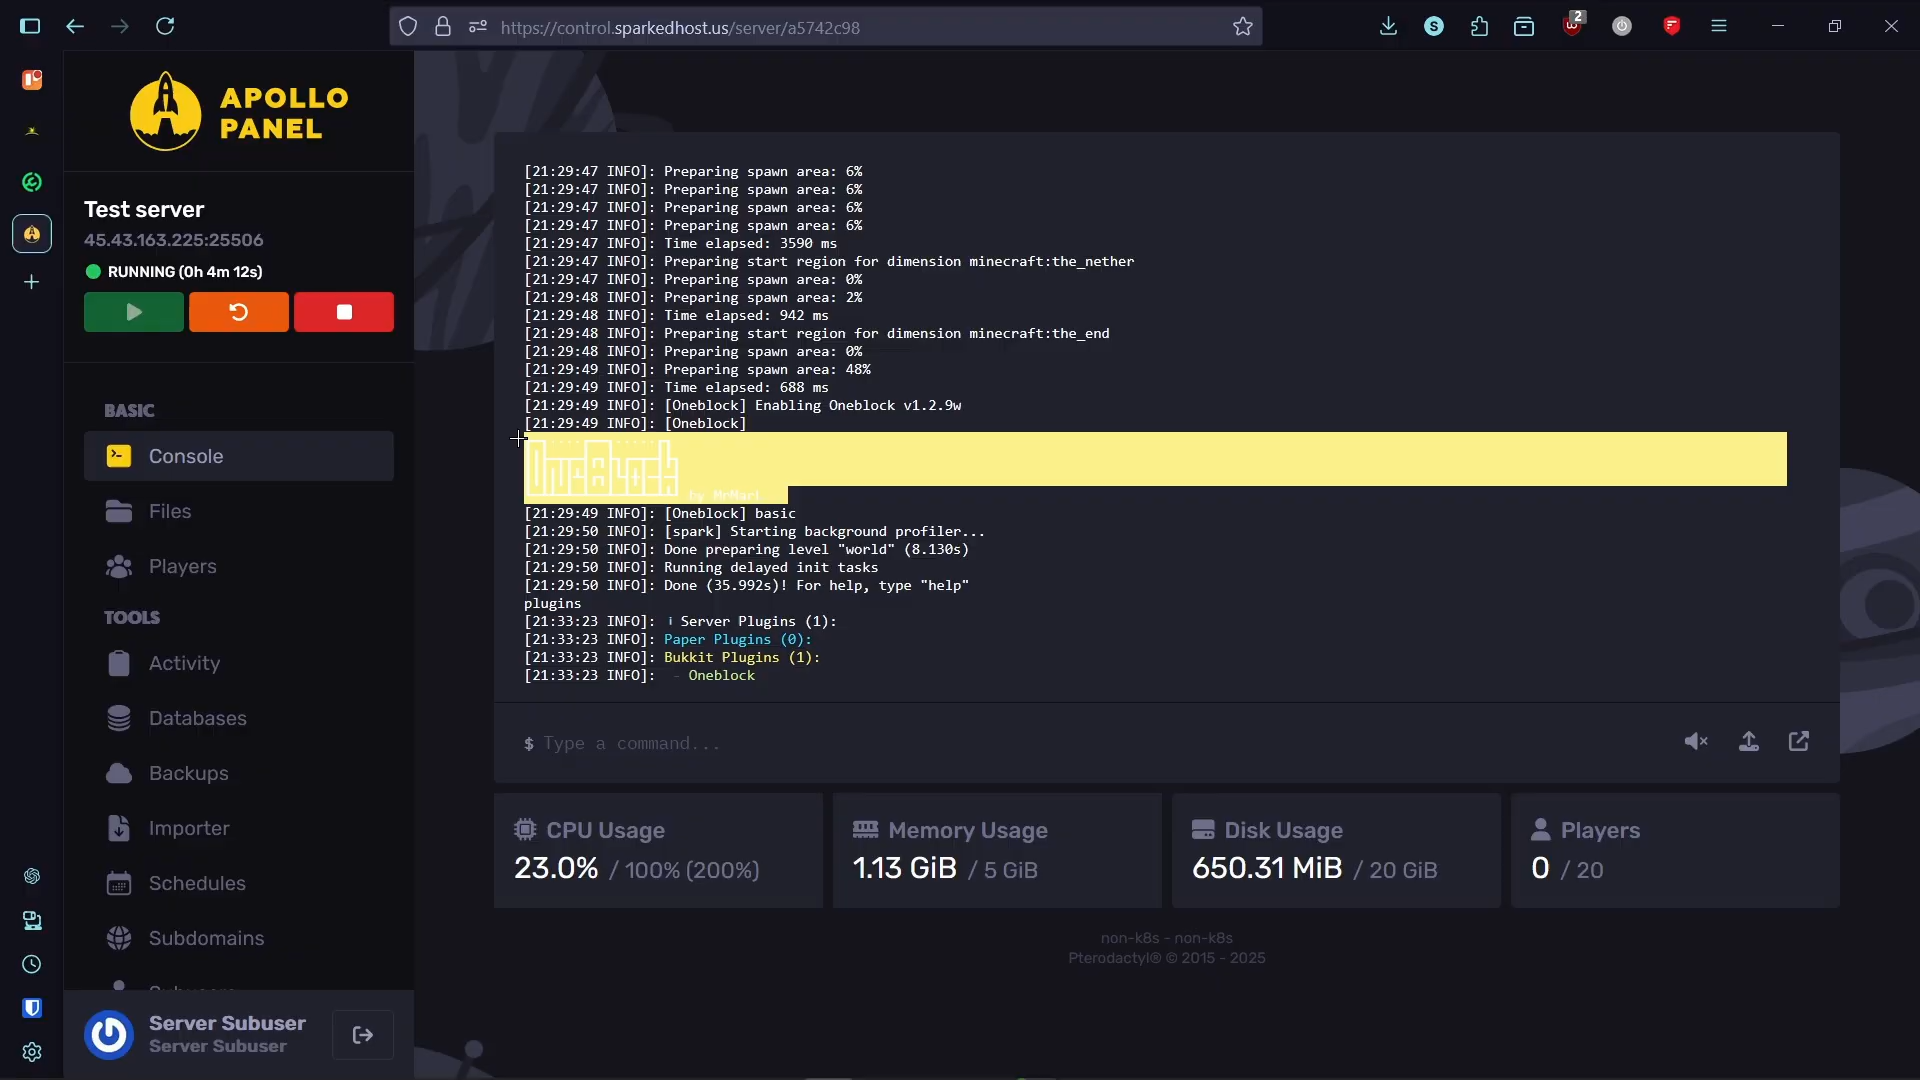 https://control.sparkedhost.us/server/a5742c98
2
APOLLO
PANEL
Test server
45.43.163.225:25506
RUNNING (0h 4m 12s)
BASIC
Console
Files
Players
TOOLS
Activity
Databases
Backups
Importer
Schedules
Subdomains
Server Subuser
Server Subuser
[21:29:47 INFO]: Preparing spawn area: 6%
[21:29:47 INFO]: Preparing spawn area: 6%
[21:29:47 INFO]: Preparing spawn area: 6%
[21:29:47 INFO]: Preparing spawn area: 6%
[21:29:47 INFO]: Time elapsed: 3590 ms
[21:29:47 INFO]: Preparing start region for dimension minecraft:the_nether
[21:29:47 INFO]: Preparing spawn area: 0%
[21:29:48 INFO]: Preparing spawn area: 2%
[21:29:48 INFO]: Time elapsed: 942 ms
[21:29:48 INFO]: Preparing start region for dimension minecraft:the_end
[21:29:48 INFO]: Preparing spawn area: 0%
[21:29:49 INFO]: Preparing spawn area: 48%
[21:29:49 INFO]: Time elapsed: 688 ms
[21:29:49 INFO]: [Oneblock] Enabling Oneblock v1.2.9w
[21:29:49 INFO]: [Oneblock]
OneBlock
by MrMarL
[21:29:49 INFO]: [Oneblock] basic
[21:29:50 INFO]: [spark] Starting background profiler...
[21:29:50 INFO]: Done preparing level "world" (8.130s)
[21:29:50 INFO]: Running delayed init tasks
[21:29:50 INFO]: Done (35.992s)! For help, type "help"
plugins
[21:33:23 INFO]: ℹ Server Plugins (1):
[21:33:23 INFO]: Paper Plugins (0):
[21:33:23 INFO]: Bukkit Plugins (1):
[21:33:23 INFO]:  - Oneblock
$ Type a command...
CPU Usage
23.0% / 100% (200%)
Memory Usage
1.13 GiB / 5 GiB
Disk Usage
650.31 MiB / 20 GiB
Players
0 / 20
non-k8s - non-k8s
Pterodactyl® © 2015 - 2025